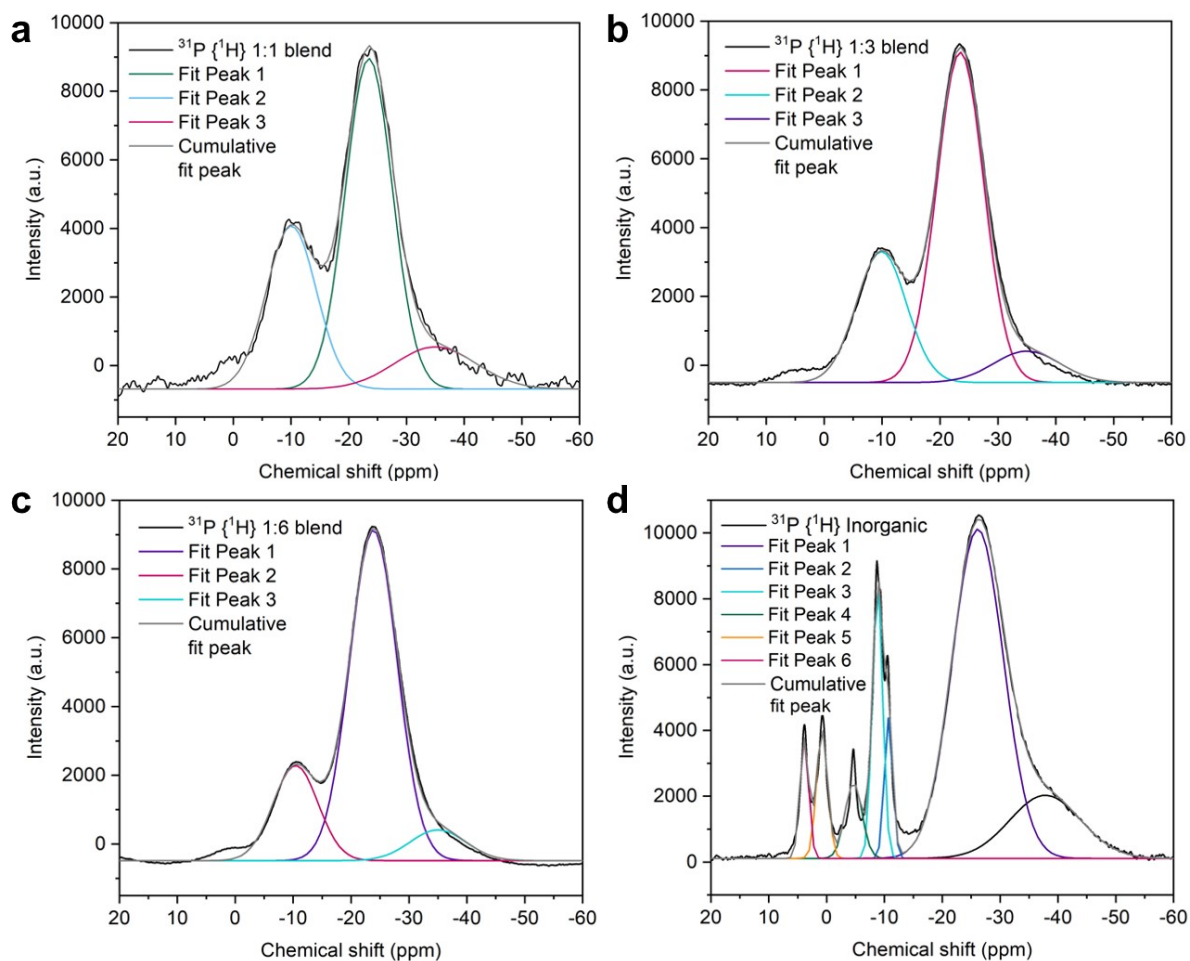 a
10000
8000
6000
4000
2000
0
Intensity (a.u.)
³¹P {¹H} 1:1 blend
Fit Peak 1
Fit Peak 2
Fit Peak 3
Cumulative
fit peak
20 10 0 -10 -20 -30 -40 -50 -60
Chemical shift (ppm)
b
10000
8000
6000
4000
2000
0
Intensity (a.u.)
³¹P {¹H} 1:3 blend
Fit Peak 1
Fit Peak 2
Fit Peak 3
Cumulative
fit peak
20 10 0 -10 -20 -30 -40 -50 -60
Chemical shift (ppm)
c
10000
8000
6000
4000
2000
0
Intensity (a.u.)
³¹P {¹H} 1:6 blend
Fit Peak 1
Fit Peak 2
Fit Peak 3
Cumulative
fit peak
20 10 0 -10 -20 -30 -40 -50 -60
Chemical shift (ppm)
d
10000
8000
6000
4000
2000
0
Intensity (a.u.)
³¹P {¹H} Inorganic
Fit Peak 1
Fit Peak 2
Fit Peak 3
Fit Peak 4
Fit Peak 5
Fit Peak 6
Cumulative
fit peak
20 10 0 -10 -20 -30 -40 -50 -60
Chemical shift (ppm)